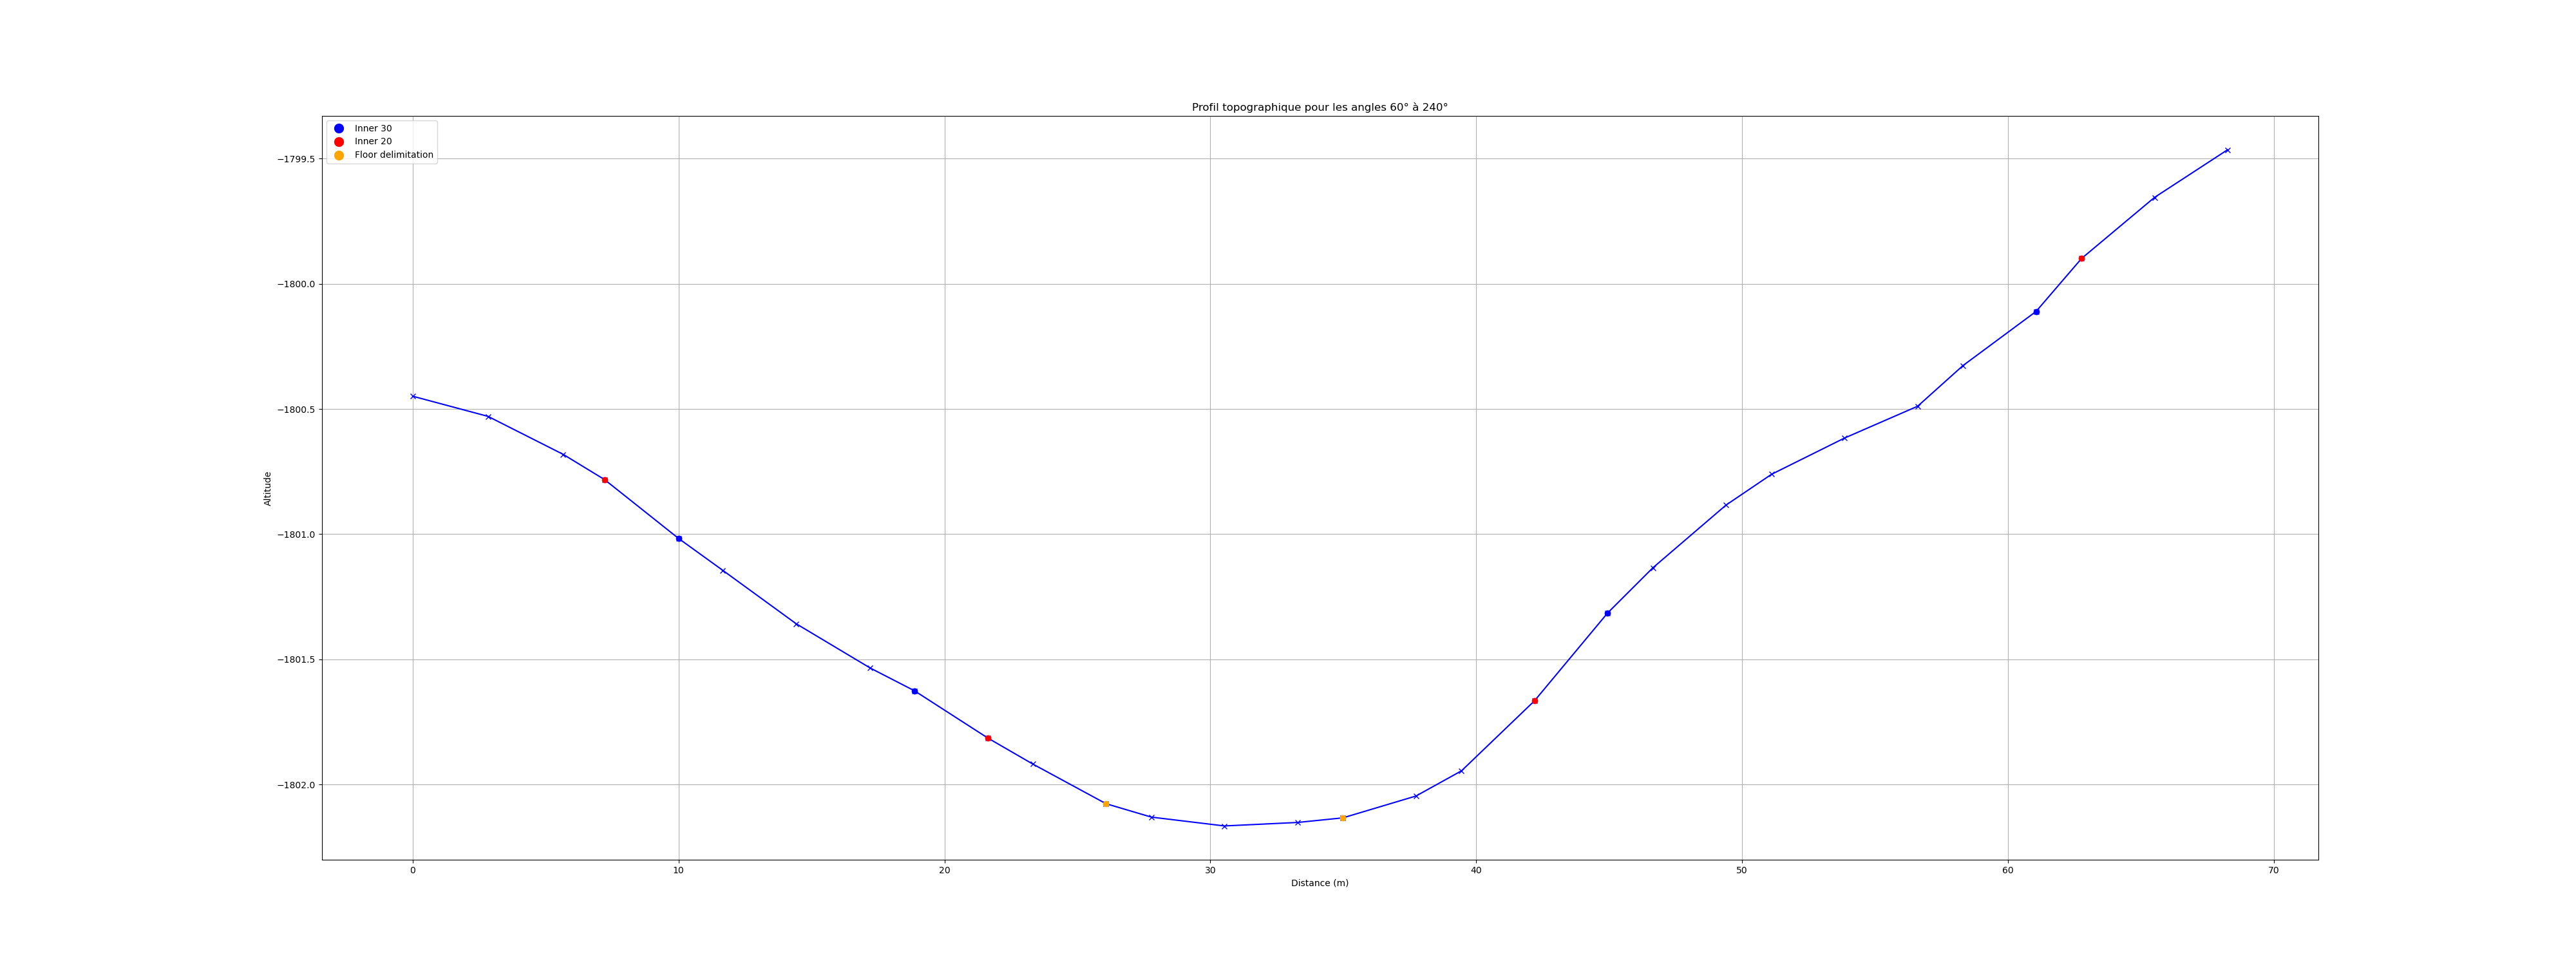 Profil topographique pour les angles 60° à 240°
Inner 30
Inner 20
Floor delimitation
−1799.5
−1800.0
−1800.5
−1801.0
−1801.5
−1802.0
Altitude
0 10 20 30 40 50 60 70
Distance (m)